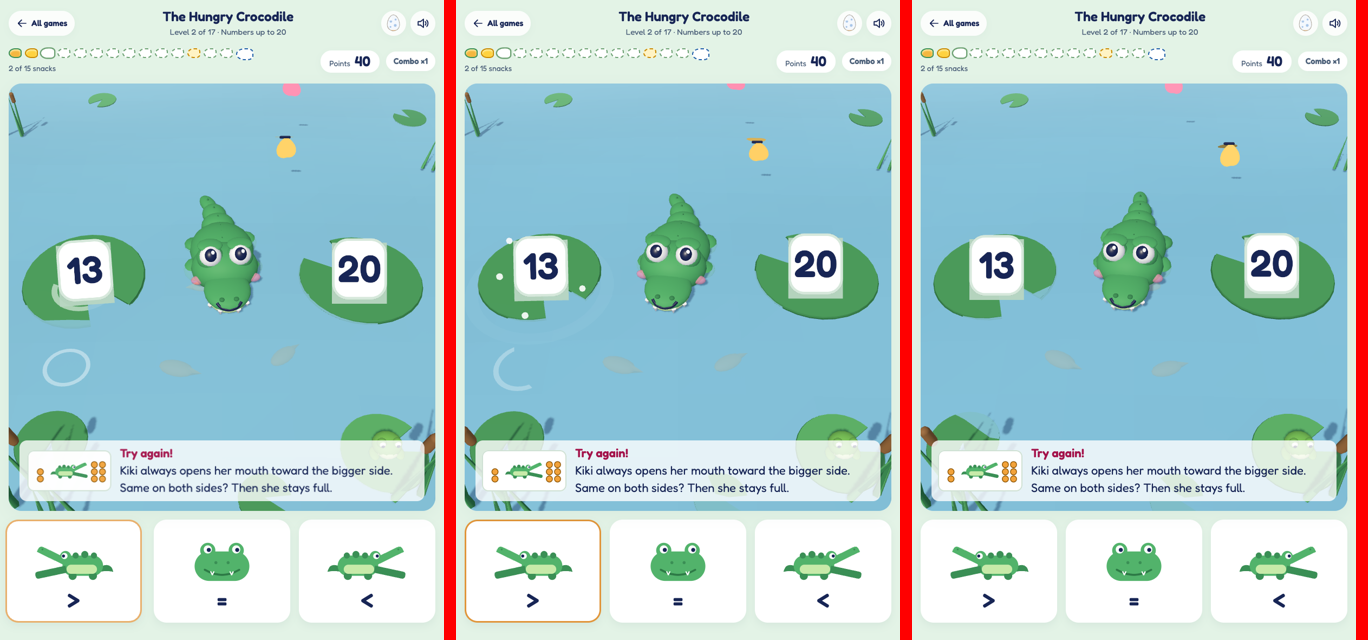 ← All games
The Hungry Crocodile
Level 2 of 17 · Numbers up to 20
2 of 15 snacks
Points 40
Combo ×1
13
20
Try again!
Kiki always opens her mouth toward the bigger side.
Same on both sides? Then she stays full.
>
=
<
← All games
The Hungry Crocodile
Level 2 of 17 · Numbers up to 20
2 of 15 snacks
Points 40
Combo ×1
13
20
Try again!
Kiki always opens her mouth toward the bigger side.
Same on both sides? Then she stays full.
>
=
<
← All games
The Hungry Crocodile
Level 2 of 17 · Numbers up to 20
2 of 15 snacks
Points 40
Combo ×1
13
20
Try again!
Kiki always opens her mouth toward the bigger side.
Same on both sides? Then she stays full.
>
=
<